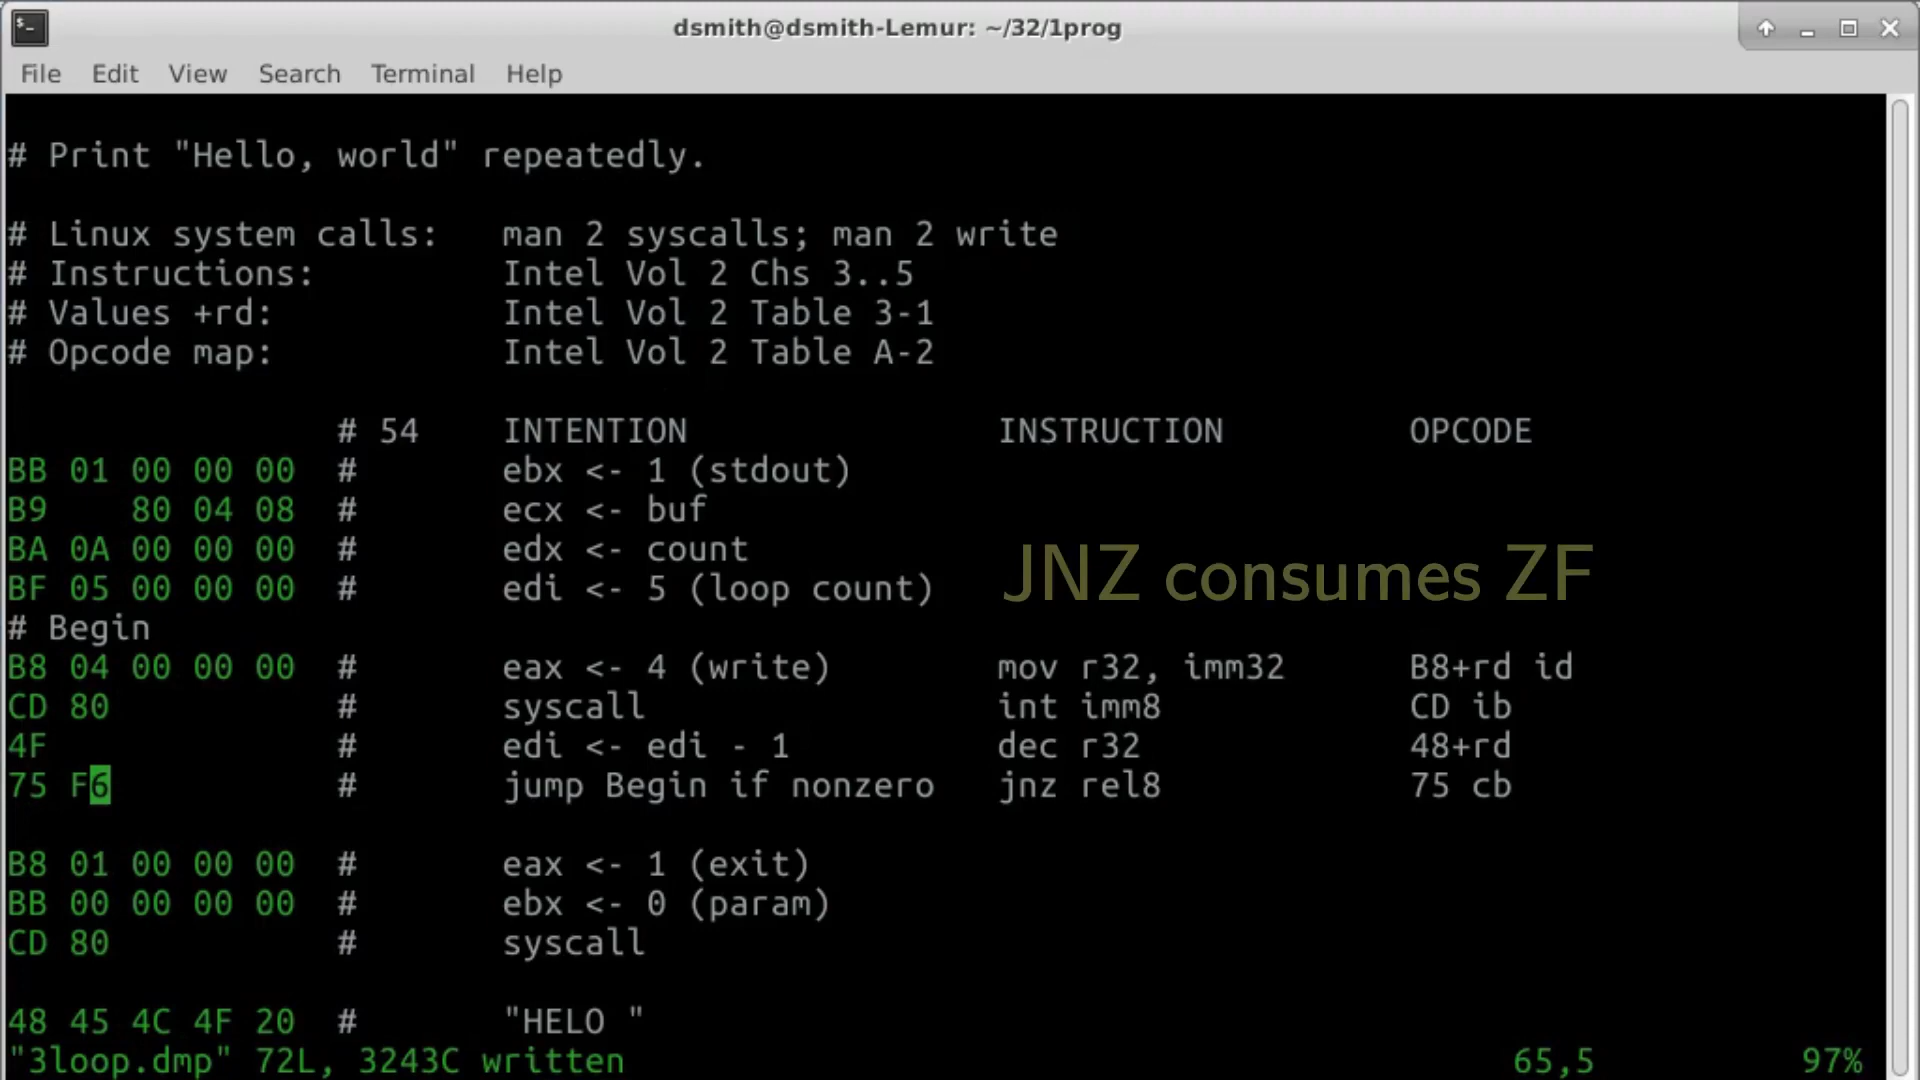 dsmith@dsmith-Lemur: ~/32/1prog
File Edit View Search Terminal Help
# Print "Hello, world" repeatedly.
# Linux system calls: man 2 syscalls; man 2 write
# Instructions: Intel Vol 2 Chs 3..5
# Values +rd: Intel Vol 2 Table 3-1
# Opcode map: Intel Vol 2 Table A-2
# 54 INTENTION INSTRUCTION OPCODE
BB 01 00 00 00 # ebx <- 1 (stdout)
B9 80 04 08 # ecx <- buf
BA 0A 00 00 00 # edx <- count
JNZ consumes ZF
BF 05 00 00 00 # edi <- 5 (loop count)
# Begin
B8 04 00 00 00 # eax <- 4 (write) mov r32, imm32 B8+rd id
CD 80 # syscall int imm8 CD ib
4F # edi <- edi - 1 dec r32 48+rd
75 F6 # jump Begin if nonzero jnz rel8 75 cb
B8 01 00 00 00 # eax <- 1 (exit)
BB 00 00 00 00 # ebx <- 0 (param)
CD 80 # syscall
48 45 4C 4F 20 # "HELO "
"3loop.dmp" 72L, 3243C written 65,5 97%